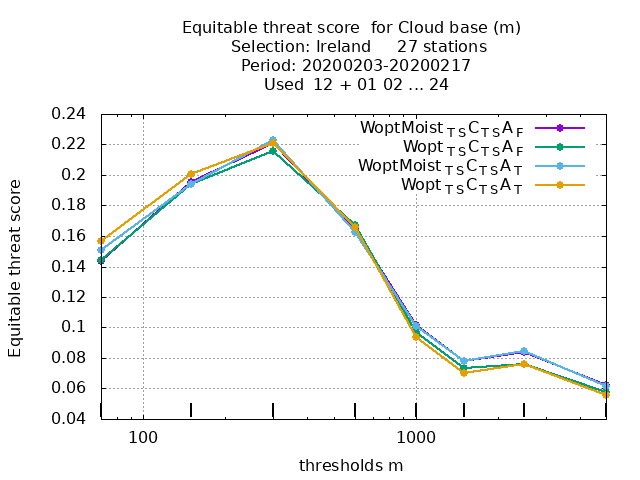 Equitable threat score  for Cloud base (m)
Selection: Ireland     27 stations
Period: 20200203-20200217
Used  12 + 01 02 ... 24
WoptMoist TS C TS A F
Wopt TS C TS A F
WoptMoist TS C TS A T
Wopt TS C TS A T
Equitable threat score
0.24
0.22
0.2
0.18
0.16
0.14
0.12
0.1
0.08
0.06
0.04
100
1000
thresholds m